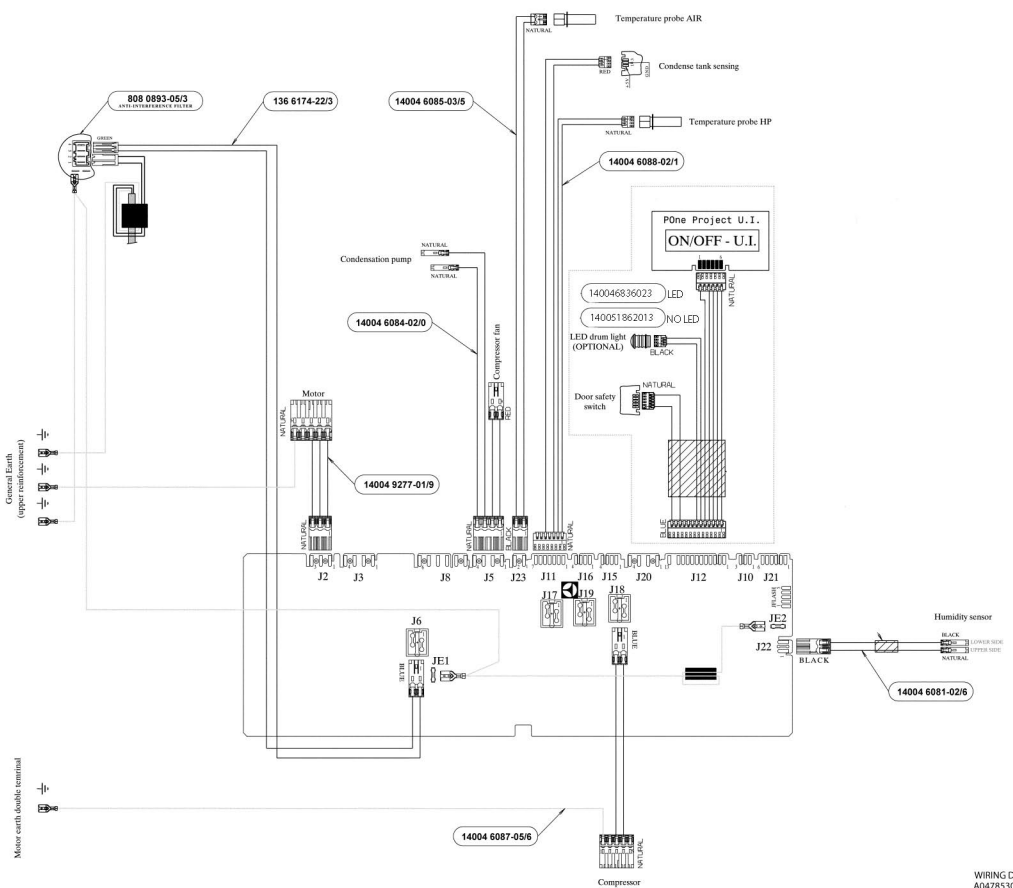 Temperature probe AIR
NATURAL
Condense tank sensing
RED
+5V
GND
808 0893-05/3
ANTI-INTERFERENCE FILTER
136 6174-22/3
14004 6085-03/5
Temperature probe HP
NATURAL
GREEN
14004 6088-02/1
POne Project U.I.
ON/OFF - U.I.
NATURAL
Condensation pump
NATURAL
NATURAL
140046836023 LED
140051862013 NO LED
14004 6084-02/0
LED drum light
(OPTIONAL)
BLACK
Compressor fan
RED
NATURAL
Door safety
switch
Motor
NATURAL
General Earth
(upper reinforcement)
14004 9277-01/9
NATURAL
NATURAL
BLACK
NATURAL
BLUE
J2
J3
J8
J5
J23
J11
J16
J15
J20
J12
J10
J21
J17
J19
J18
JFLASH
J6
BLUE
JE1
BLUE
JE2
J22
BLACK
Humidity sensor
BLACK
LOWER SIDE
UPPER SIDE
NATURAL
14004 6081-02/6
Motor earth double temrinal
14004 6087-05/6
NATURAL
Compressor
WIRING D
A0478530